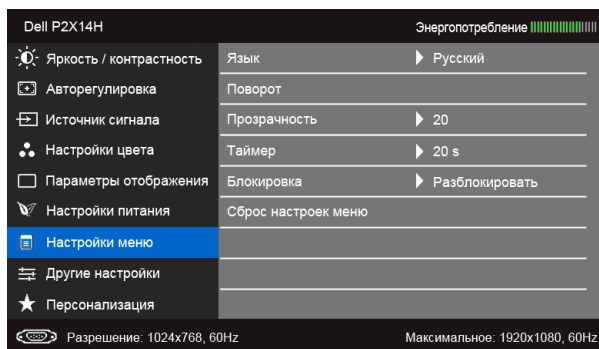 Dell P2X14H
Энергопотребление
Яркость / контрастность
Язык
Русский
Авторегулировка
Поворот
Источник сигнала
Прозрачность
20
Настройки цвета
Таймер
20 s
Параметры отображения
Блокировка
Разблокировать
Настройки питания
Сброс настроек меню
Настройки меню
Другие настройки
Персонализация
Разрешение: 1024x768, 60Hz
Максимальное: 1920x1080, 60Hz